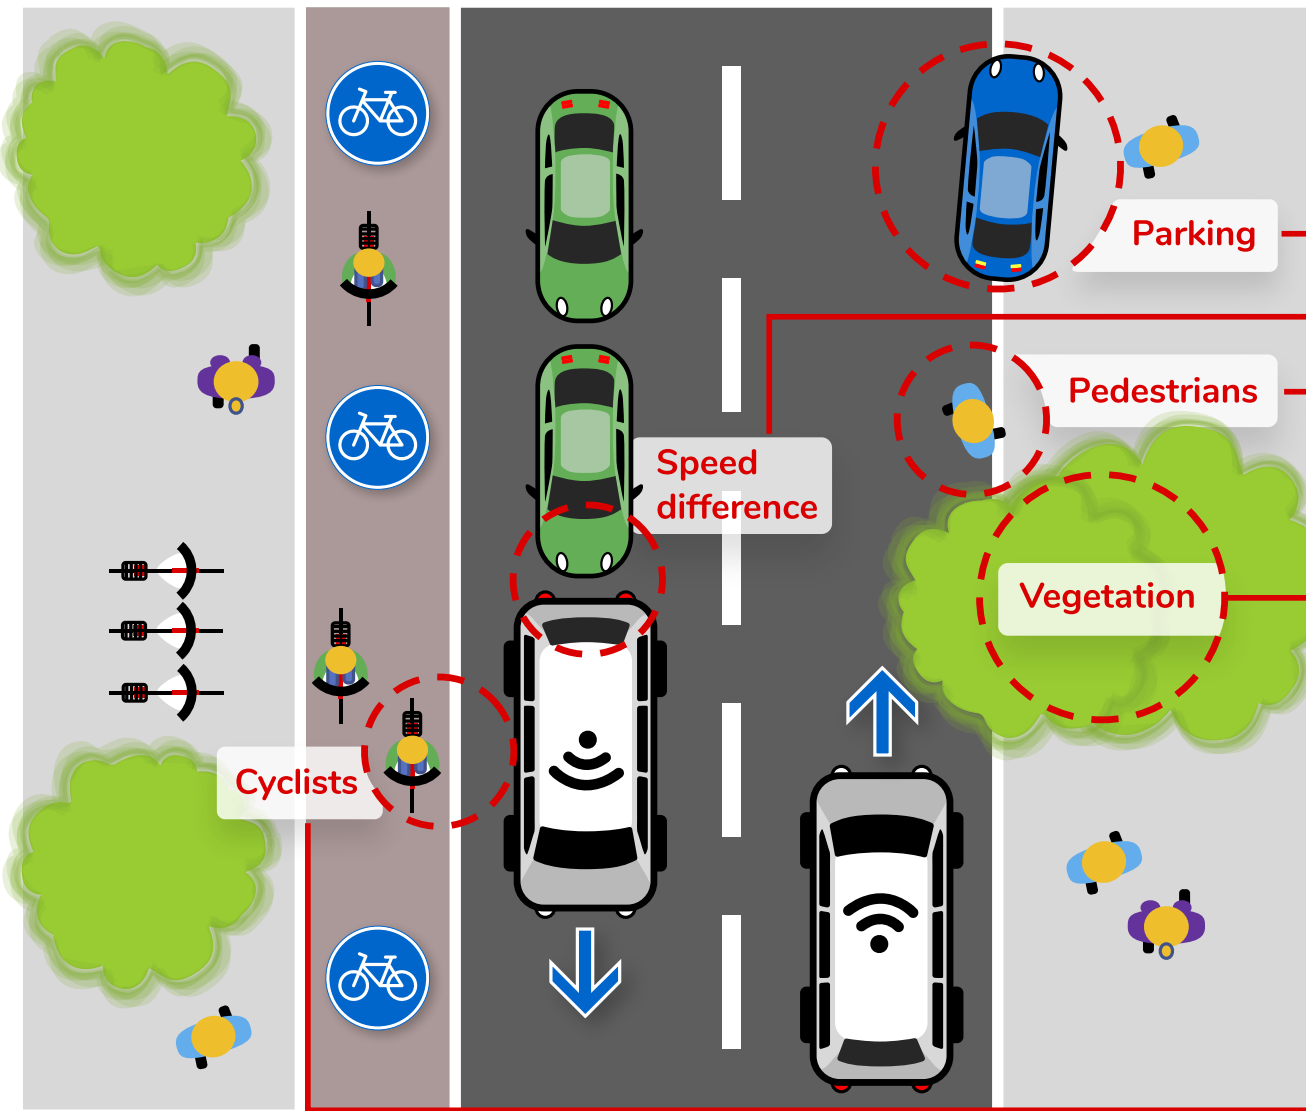 Parking
Pedestrians
Speed
difference
Vegetation
Cyclists